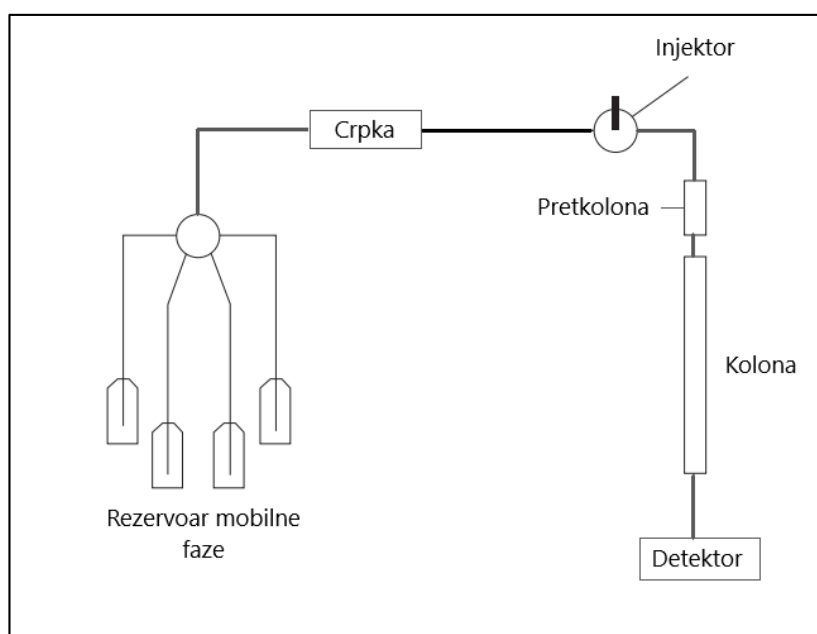 Injektor
Crpka
Pretkolona
Kolona
Rezervoar mobilne
faze
Detektor